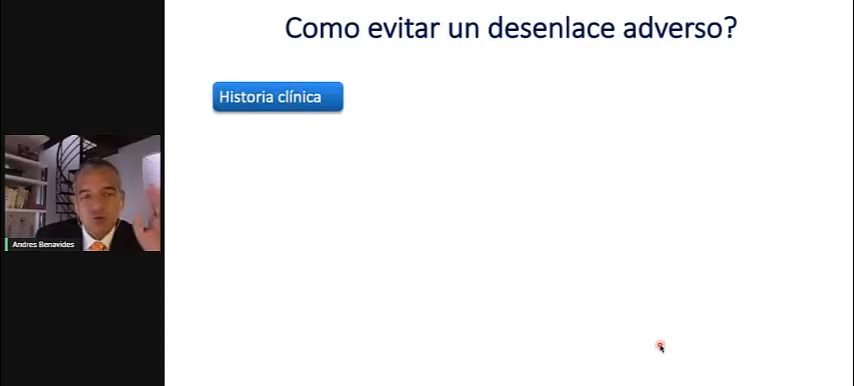 Como evitar un desenlace adverso?
Historia clínica
Andres Benavides